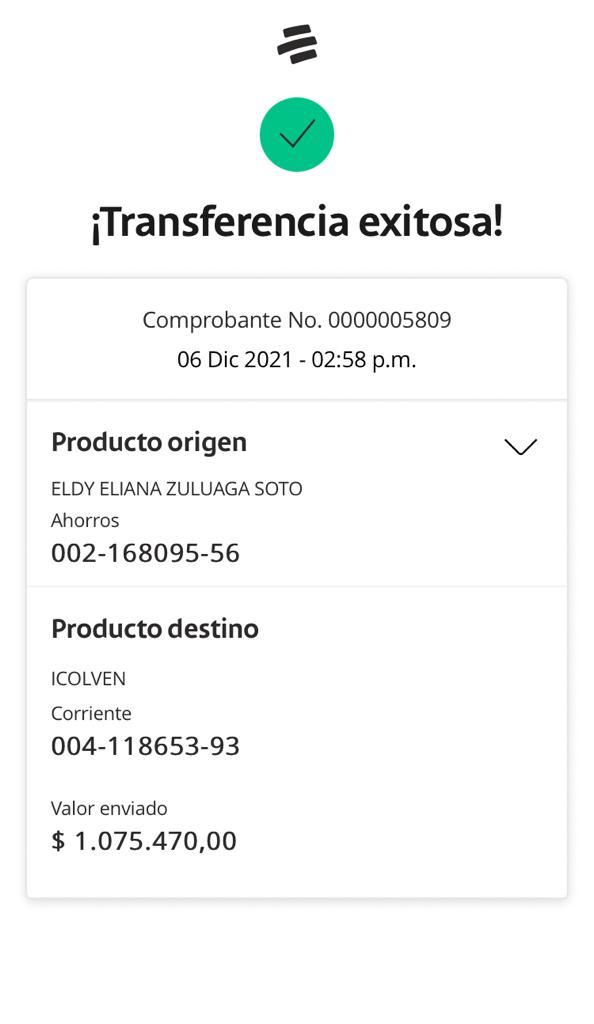 ¡Transferencia exitosa!
Comprobante No. 0000005809
06 Dic 2021 - 02:58 p.m.
Producto origen
ELDY ELIANA ZULUAGA SOTO
Ahorros
002-168095-56
Producto destino
ICOLVEN
Corriente
004-118653-93
Valor enviado
$ 1.075.470,00